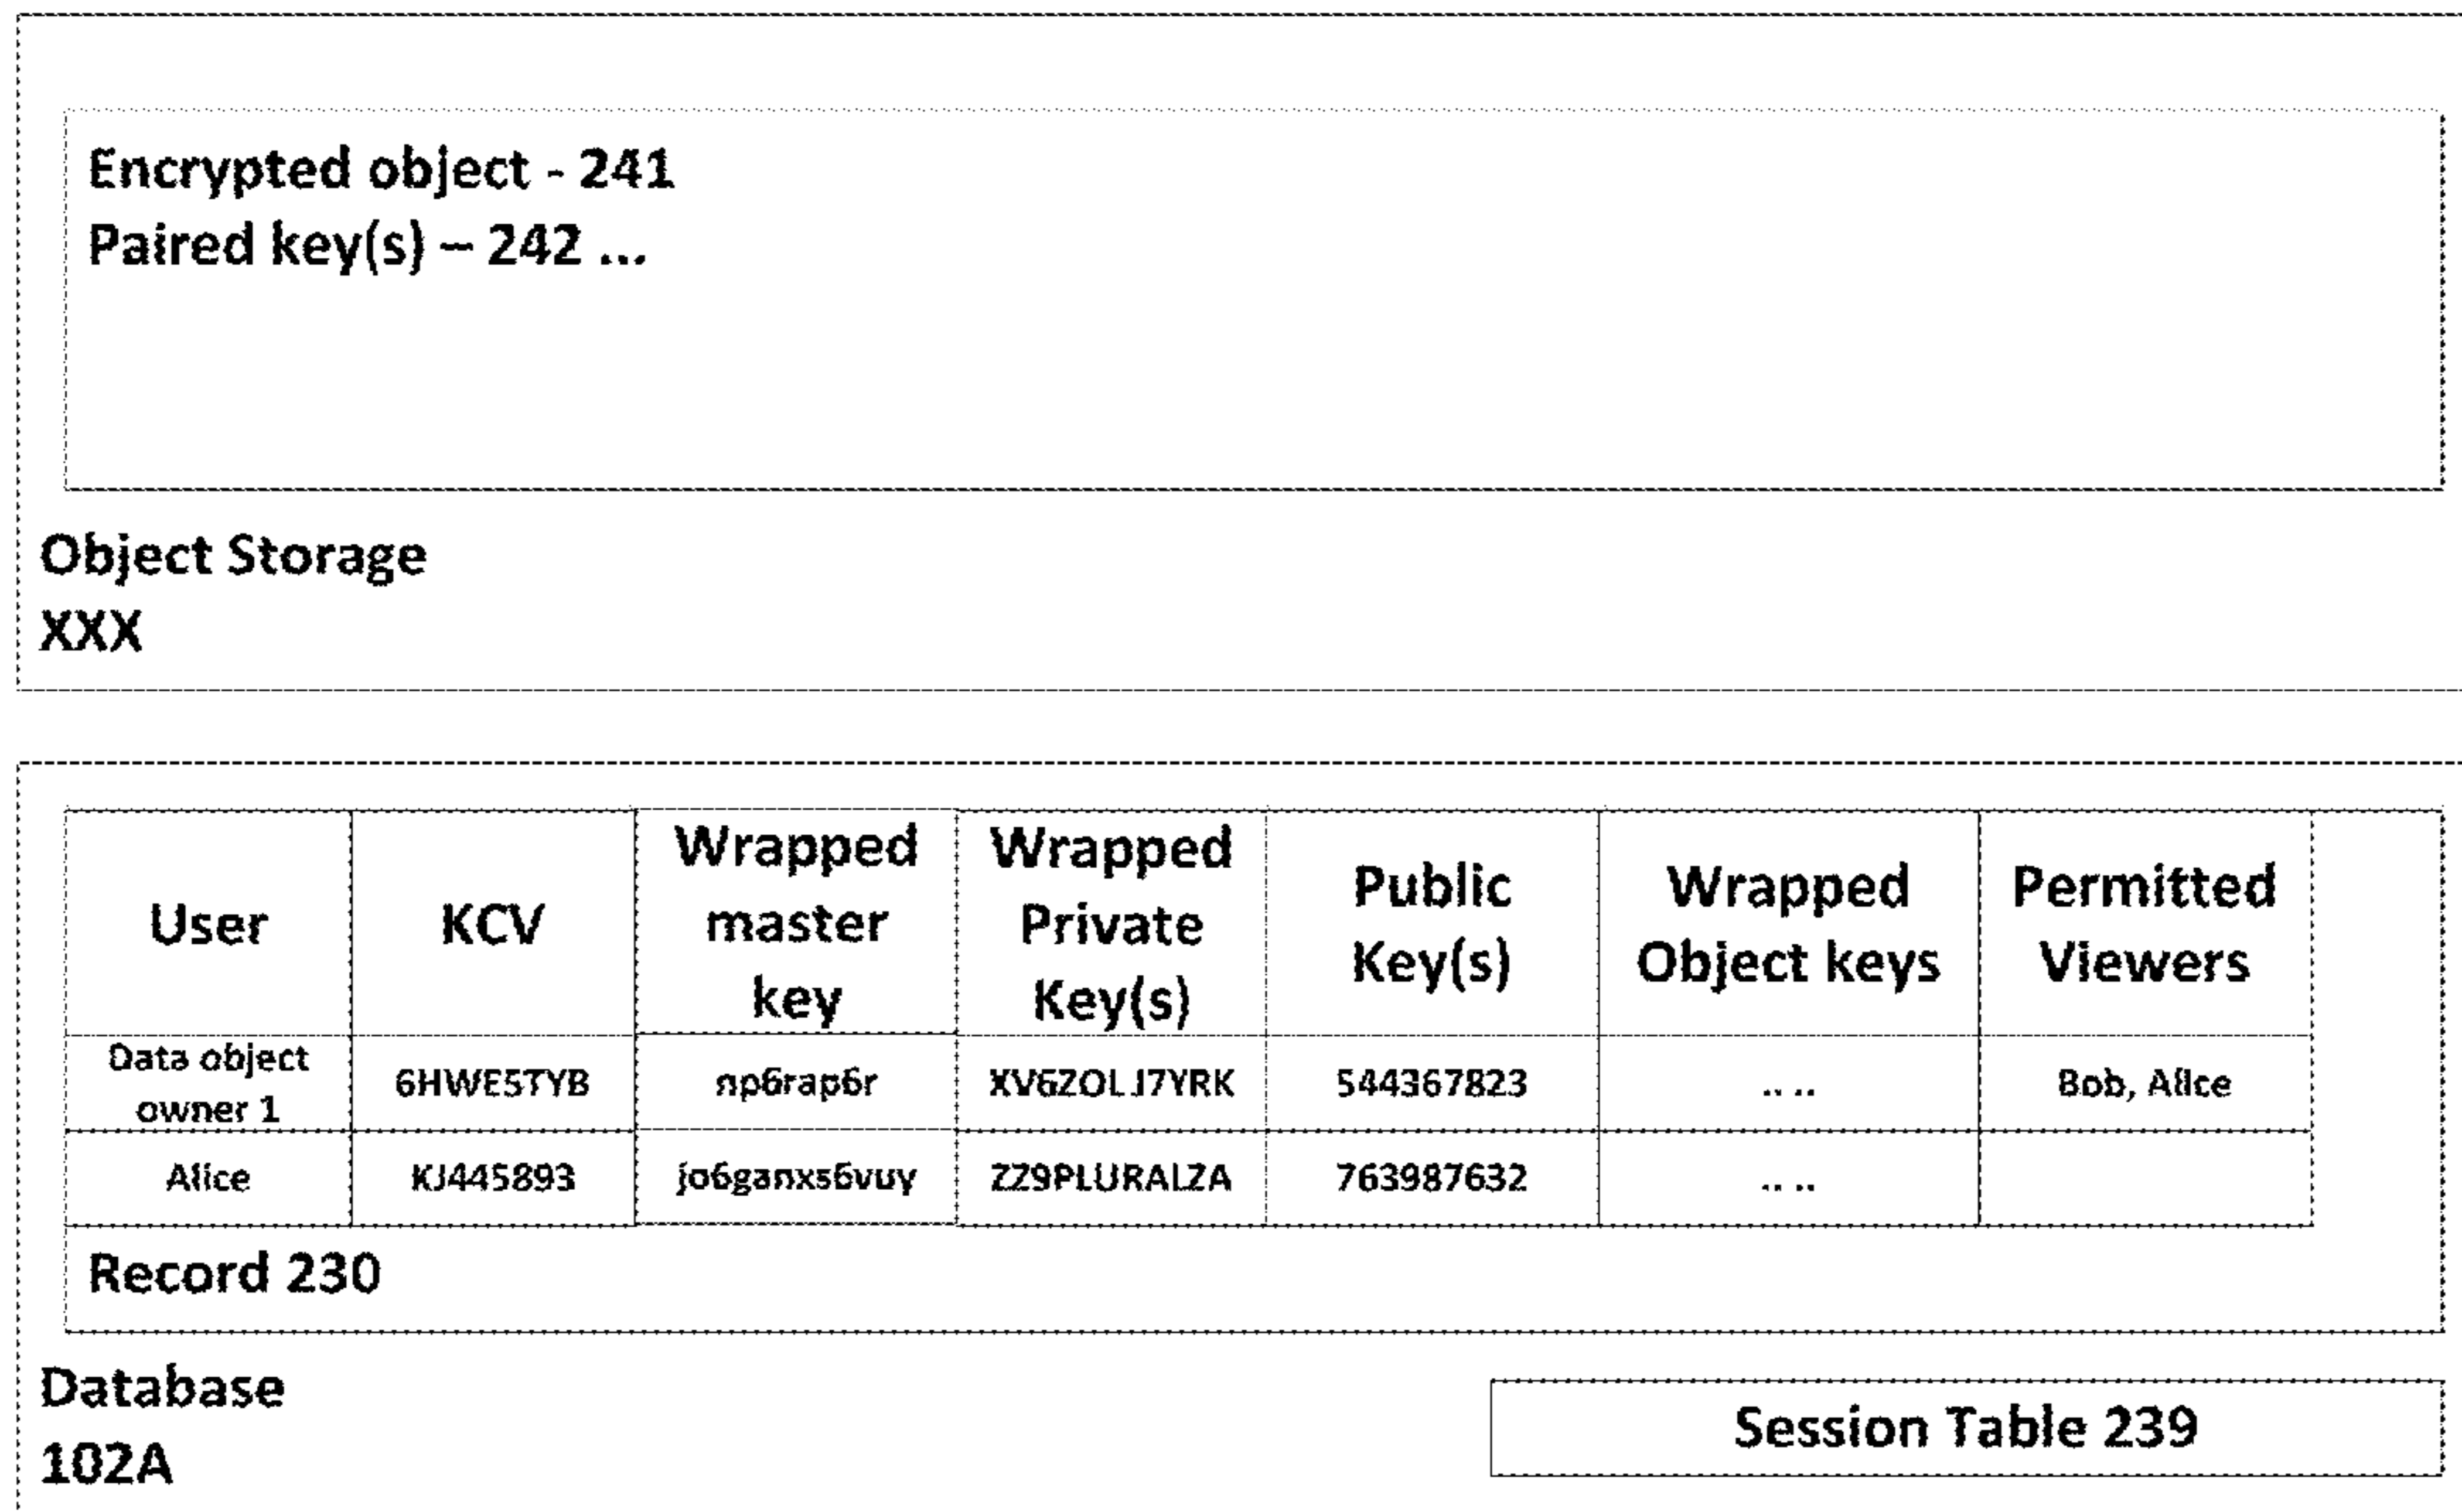 Encrypted object - 241
Paired key(s) – 242 ...
Object Storage
XXX
User
KCV
Wrapped
master
key
Wrapped
Private
Key(s)
Public
Key(s)
Wrapped
Object keys
Permitted
Viewers
Data object
owner 1
6HWE5TYB
np6rap6r
XV6ZOLJ7YRK
544367823
.. ..
Bob, Alice
Alice
KJ445893
jo6ganxs6vuy
ZZ9PLURALZA
763987632
.. ..
Record 230
Database
102A
Session Table 239